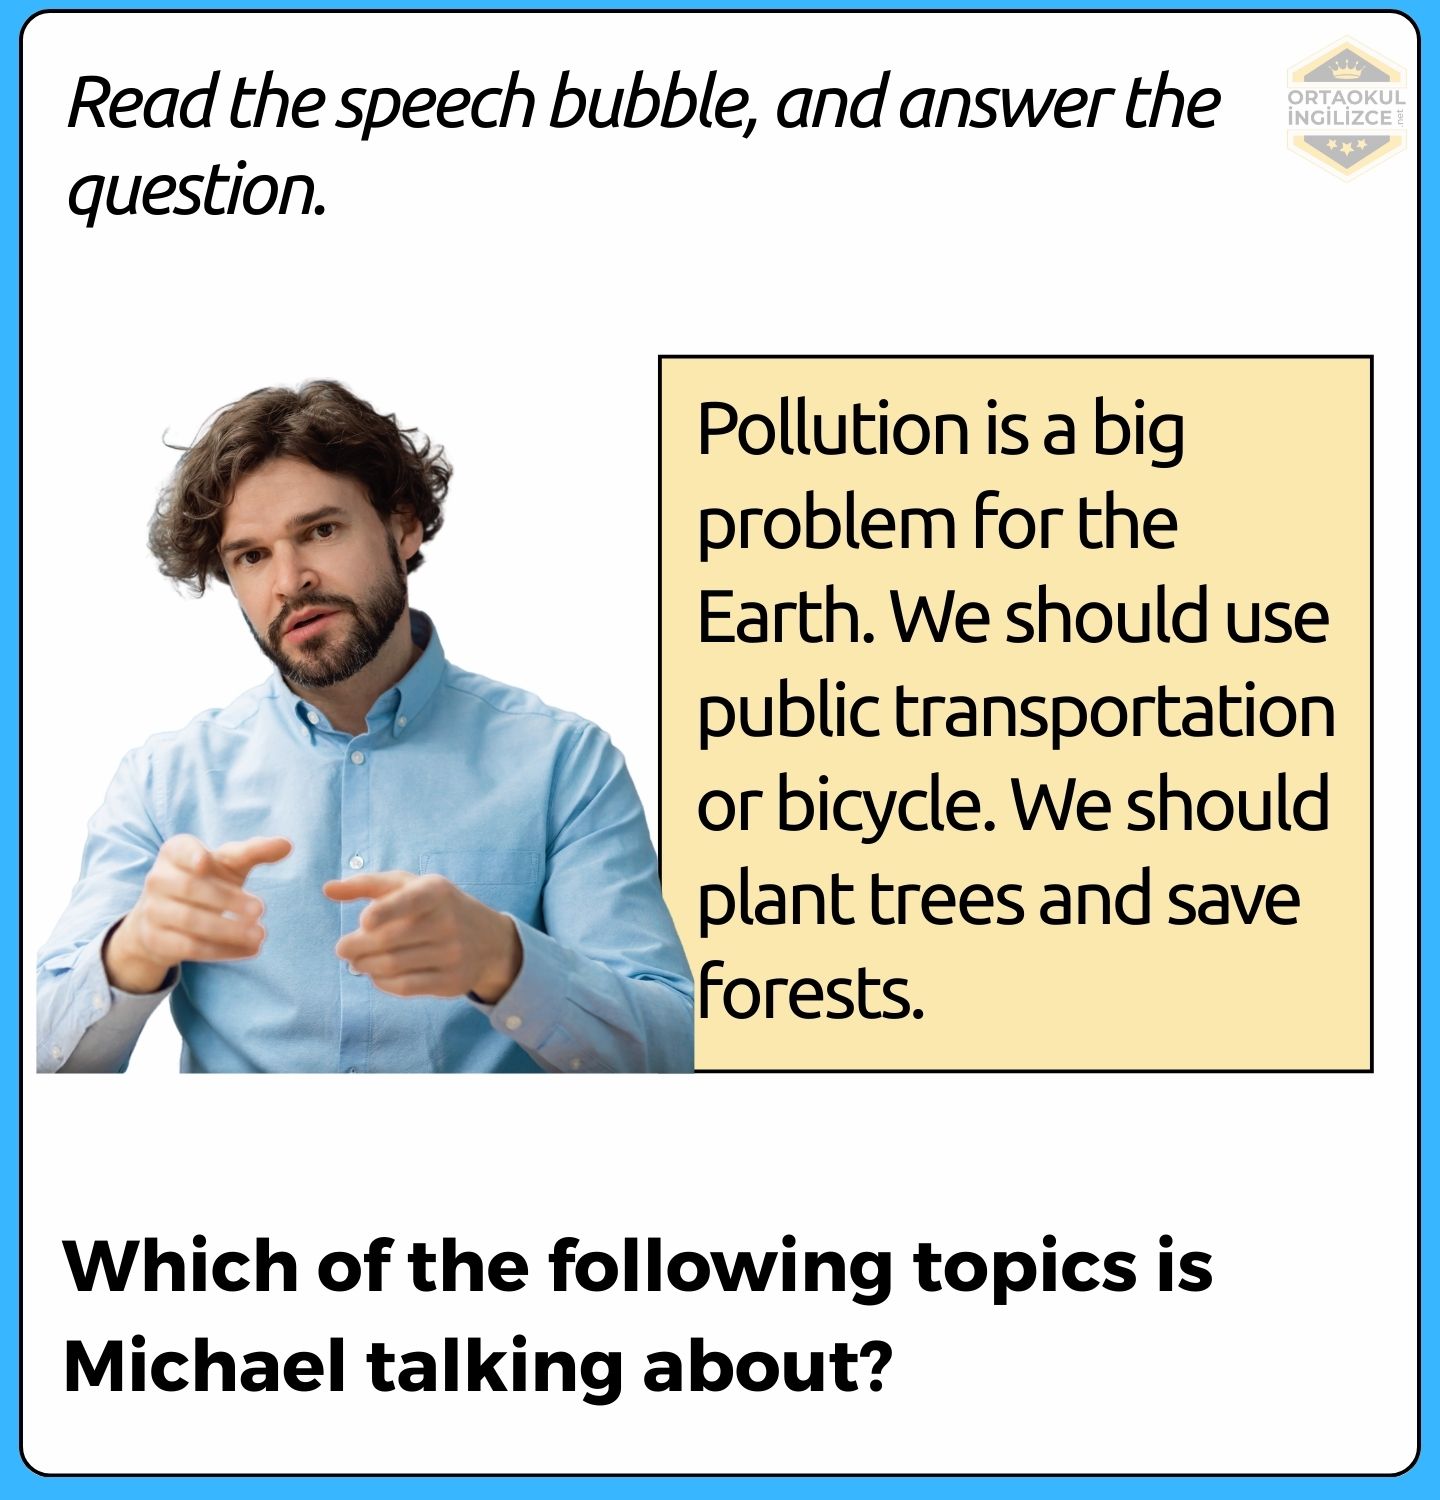 Read the speech bubble, and answer the
question.
ORTAOKUL
İNGİLİZCE
.net
Pollution is a big
problem for the
Earth. We should use
public transportation
or bicycle. We should
plant trees and save
forests.
Which of the following topics is
Michael talking about?